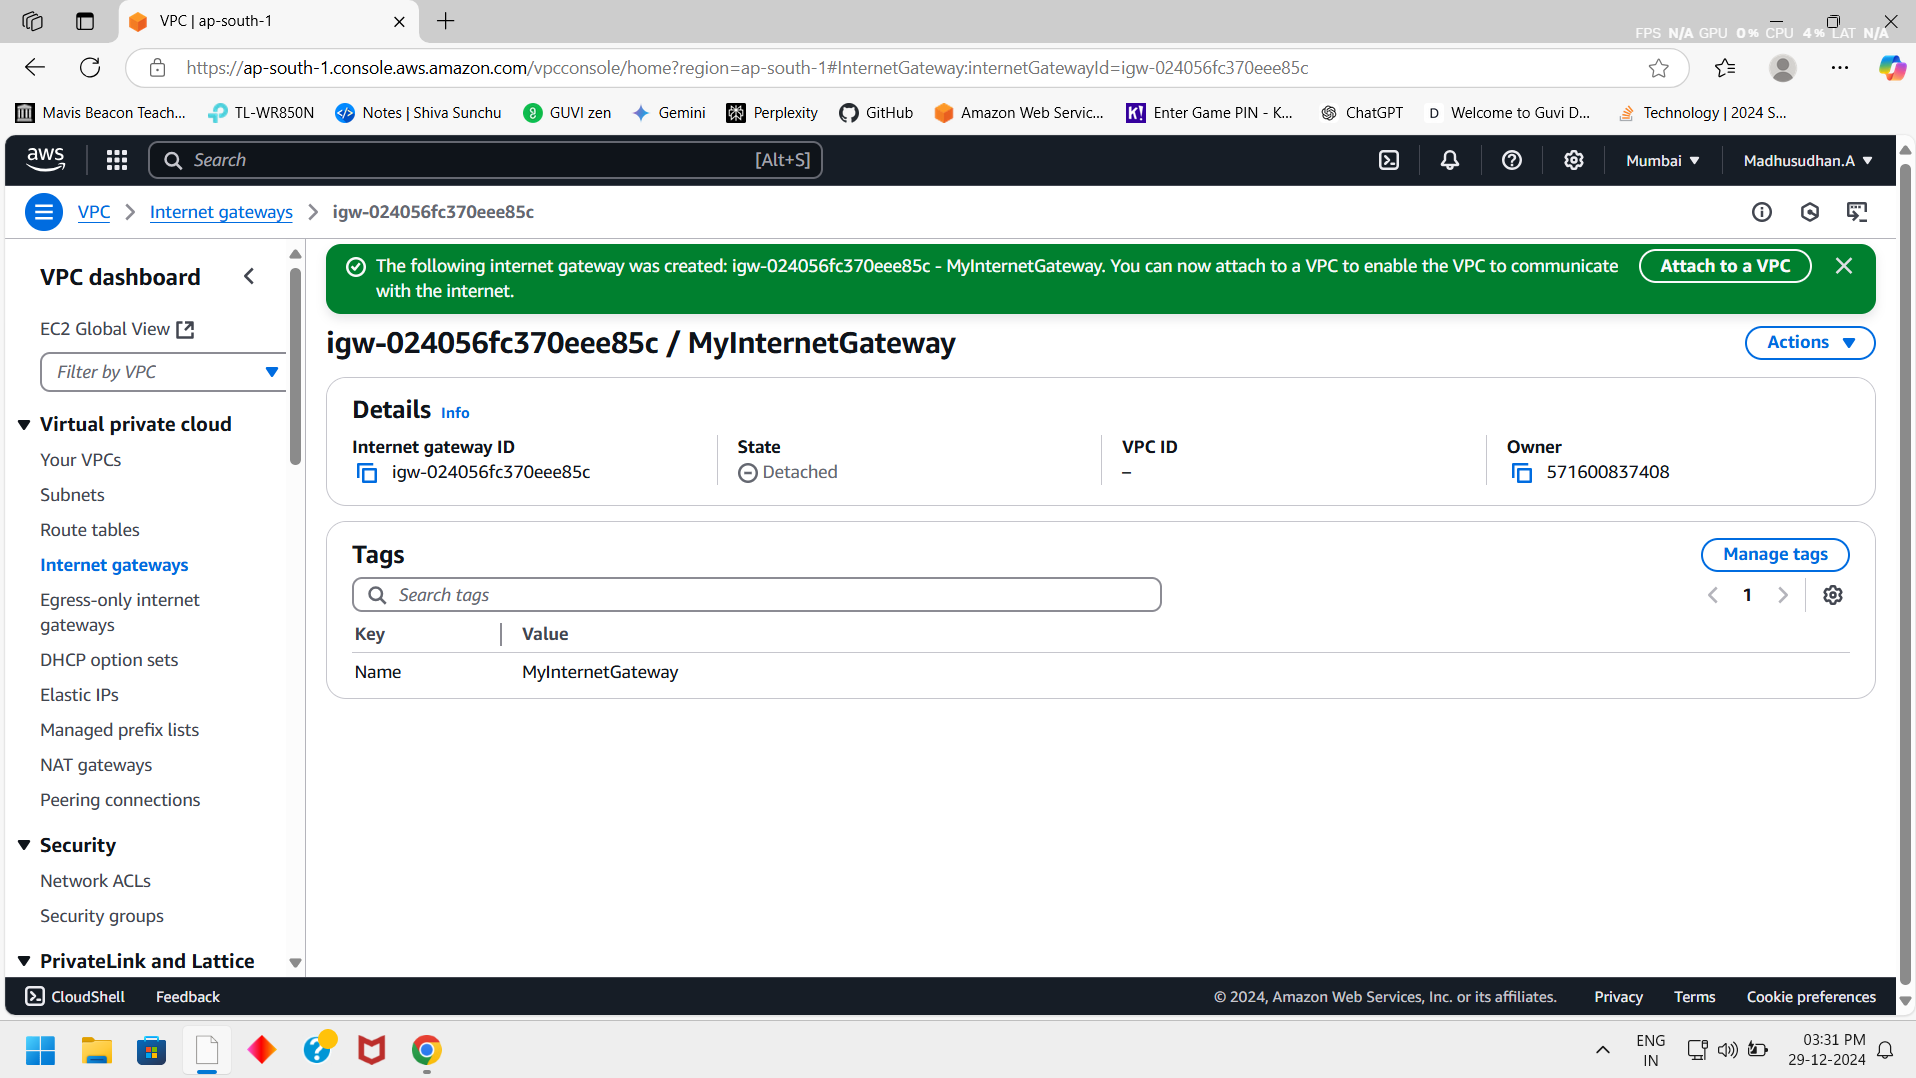 VPC | ap-south-1
FPS N/A GPU 0% CPU 4% LAT N/A
https://ap-south-1.console.aws.amazon.com/vpcconsole/home?region=ap-south-1#InternetGateway:internetGatewayId=igw-024056fc370eee85c
Mavis Beacon Teach... TL-WR850N Notes | Shiva Sunchu GUVI zen Gemini Perplexity GitHub Amazon Web Servic... K! Enter Game PIN - K... ChatGPT D Welcome to Guvi D... Technology | 2024 S...
aws Search [Alt+S] Mumbai Madhusudhan.A
VPC Internet gateways igw-024056fc370eee85c
VPC dashboard
EC2 Global View
Filter by VPC
Virtual private cloud
Your VPCs
Subnets
Route tables
Internet gateways
Egress-only internet
gateways
DHCP option sets
Elastic IPs
Managed prefix lists
NAT gateways
Peering connections
Security
Network ACLs
Security groups
PrivateLink and Lattice
The following internet gateway was created: igw-024056fc370eee85c - MyInternetGateway. You can now attach to a VPC to enable the VPC to communicate
with the internet.
Attach to a VPC
igw-024056fc370eee85c / MyInternetGateway
Actions
Details Info
Internet gateway ID
igw-024056fc370eee85c
State
Detached
VPC ID
–
Owner
571600837408
Tags
Manage tags
Search tags
1
Key Value
Name MyInternetGateway
CloudShell Feedback © 2024, Amazon Web Services, Inc. or its affiliates. Privacy Terms Cookie preferences
ENG
IN
03:31 PM
29-12-2024